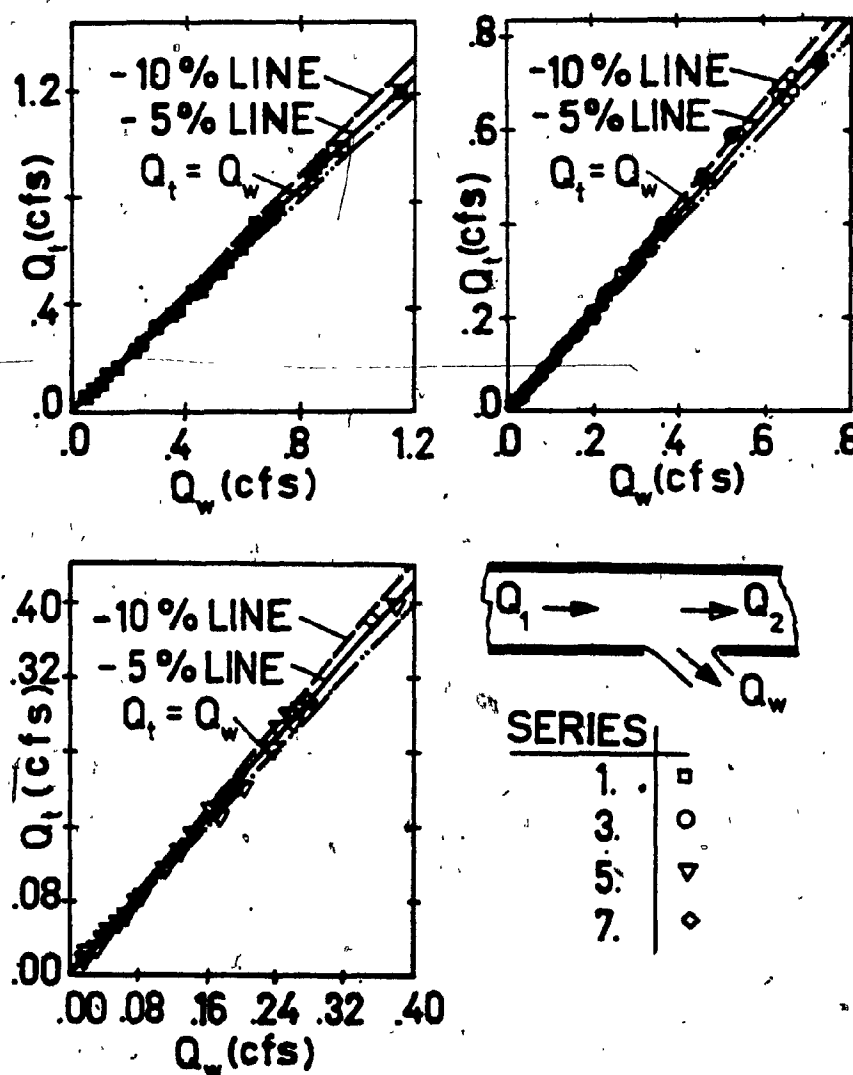 -10% LINE
-5% LINE
Q_t = Q_w
Q_t (cfs)
1.2
.4
.0
.0 .4 .8 1.2
Q_w (cfs)
-10% LINE
-5% LINE
Q_t = Q_w
Q_t (cfs)
.8
.6
.2
.0
.0 .2 .4 .6 .8
Q_w (cfs)
-10% LINE
-5% LINE
Q_t = Q_w
Q_t (cfs)
.40
.32
.08
.00
.00 .08 .16 .24 .32 .40
Q_w (cfs)
Q_1
Q_2
Q_w
SERIES
1.
3.
5.
7.